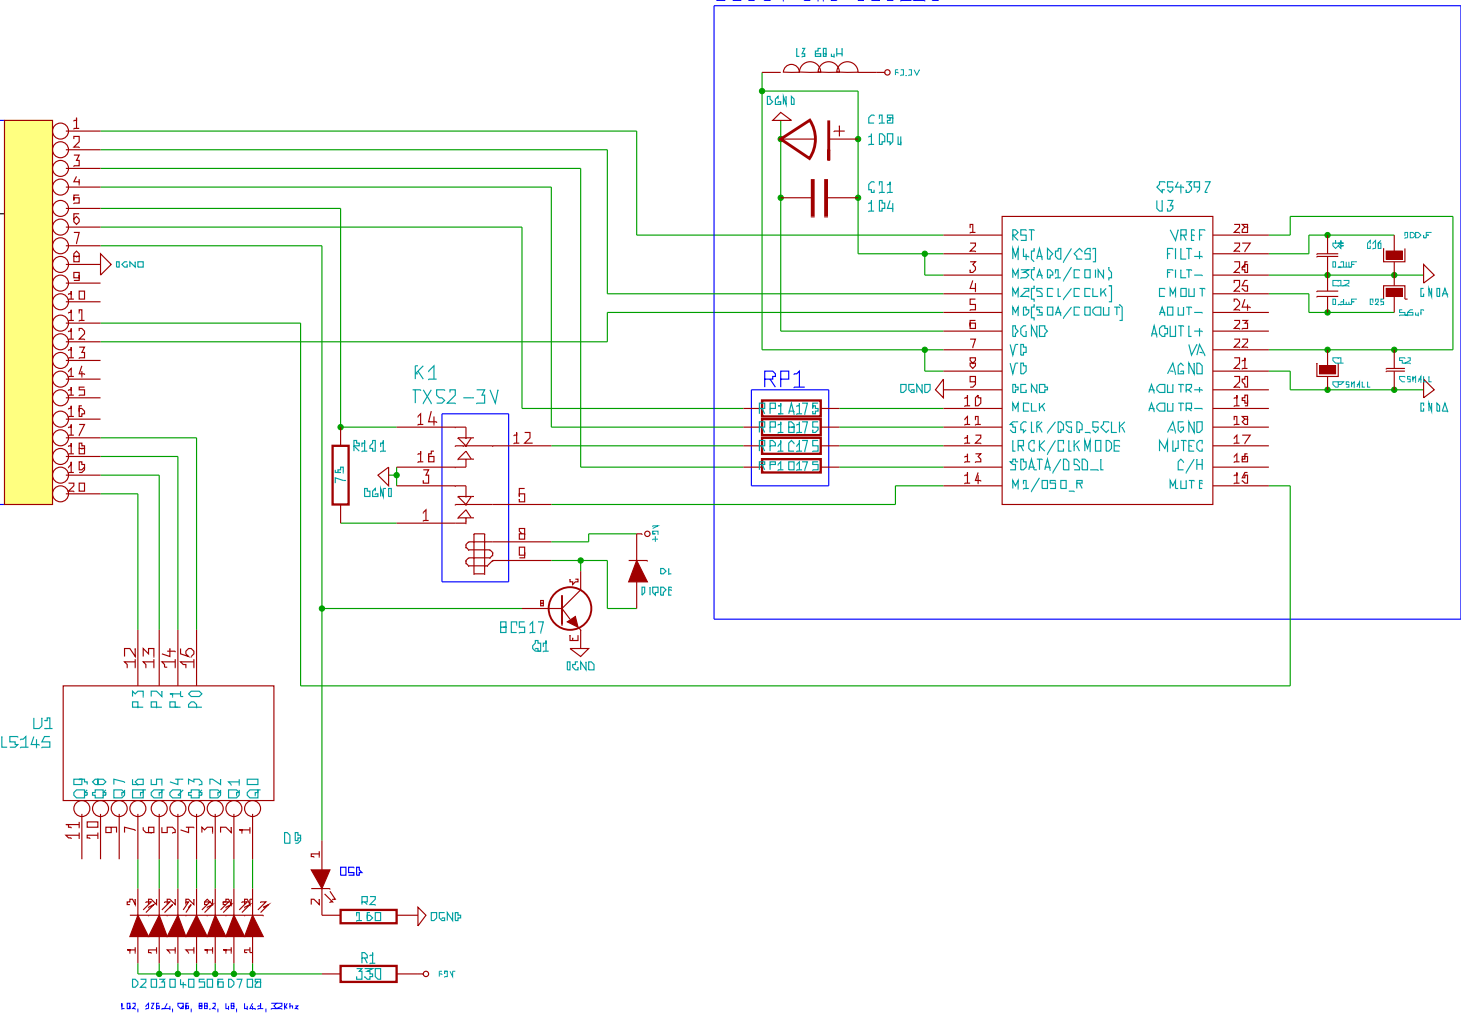 L3 68uH
DGND
C18
10
C11
104
1
2
3
4
5
6
7
8
9
10
11
12
13
14
15
16
17
18
19
20
DGND
CS4397
U3
1 RST
2 M4(AD0/CS)
3 M3(AD1/CDIN)
4 M2(SCL/CCLK)
5 M0(SDA/CDOUT)
6 DGND
7 VD
8 VD
9 DGND
10 MCLK
11 SCLK/DSD_SCLK
12 LRCK/CLKMODE
13 SDATA/DSD_L
14 M1/DSD_R
VREF 28
FILT+ 27
FILT- 26
CMOUT 25
AOUT- 24
AOUTL+ 23
VA 22
AGND 21
AOUTR+ 20
AOUTR- 19
AGND 18
MUTEC 17
C/H 16
MUTE 15
GNDA
CPSMALL
CSMALL
GNDA
DGND
RP1
RP1A175
RP1B175
RP1C175
RP1D175
K1
TXS2-3V
14
12
16
3
5
1
8
9
R101
75
DGND
D1
DIODE
B
E
BC517
Q1
DGND
12
13
14
15
P3
P2
P1
P0
U1
LS145
Q9
Q8
Q7
Q6
Q5
Q4
Q3
Q2
Q1
Q0
11
10
9
7
6
5
4
3
2
1
D9
1
2
DSD
R2
160
DGND
R1
330
D2 D3 D4 D5 D6 D7 D8